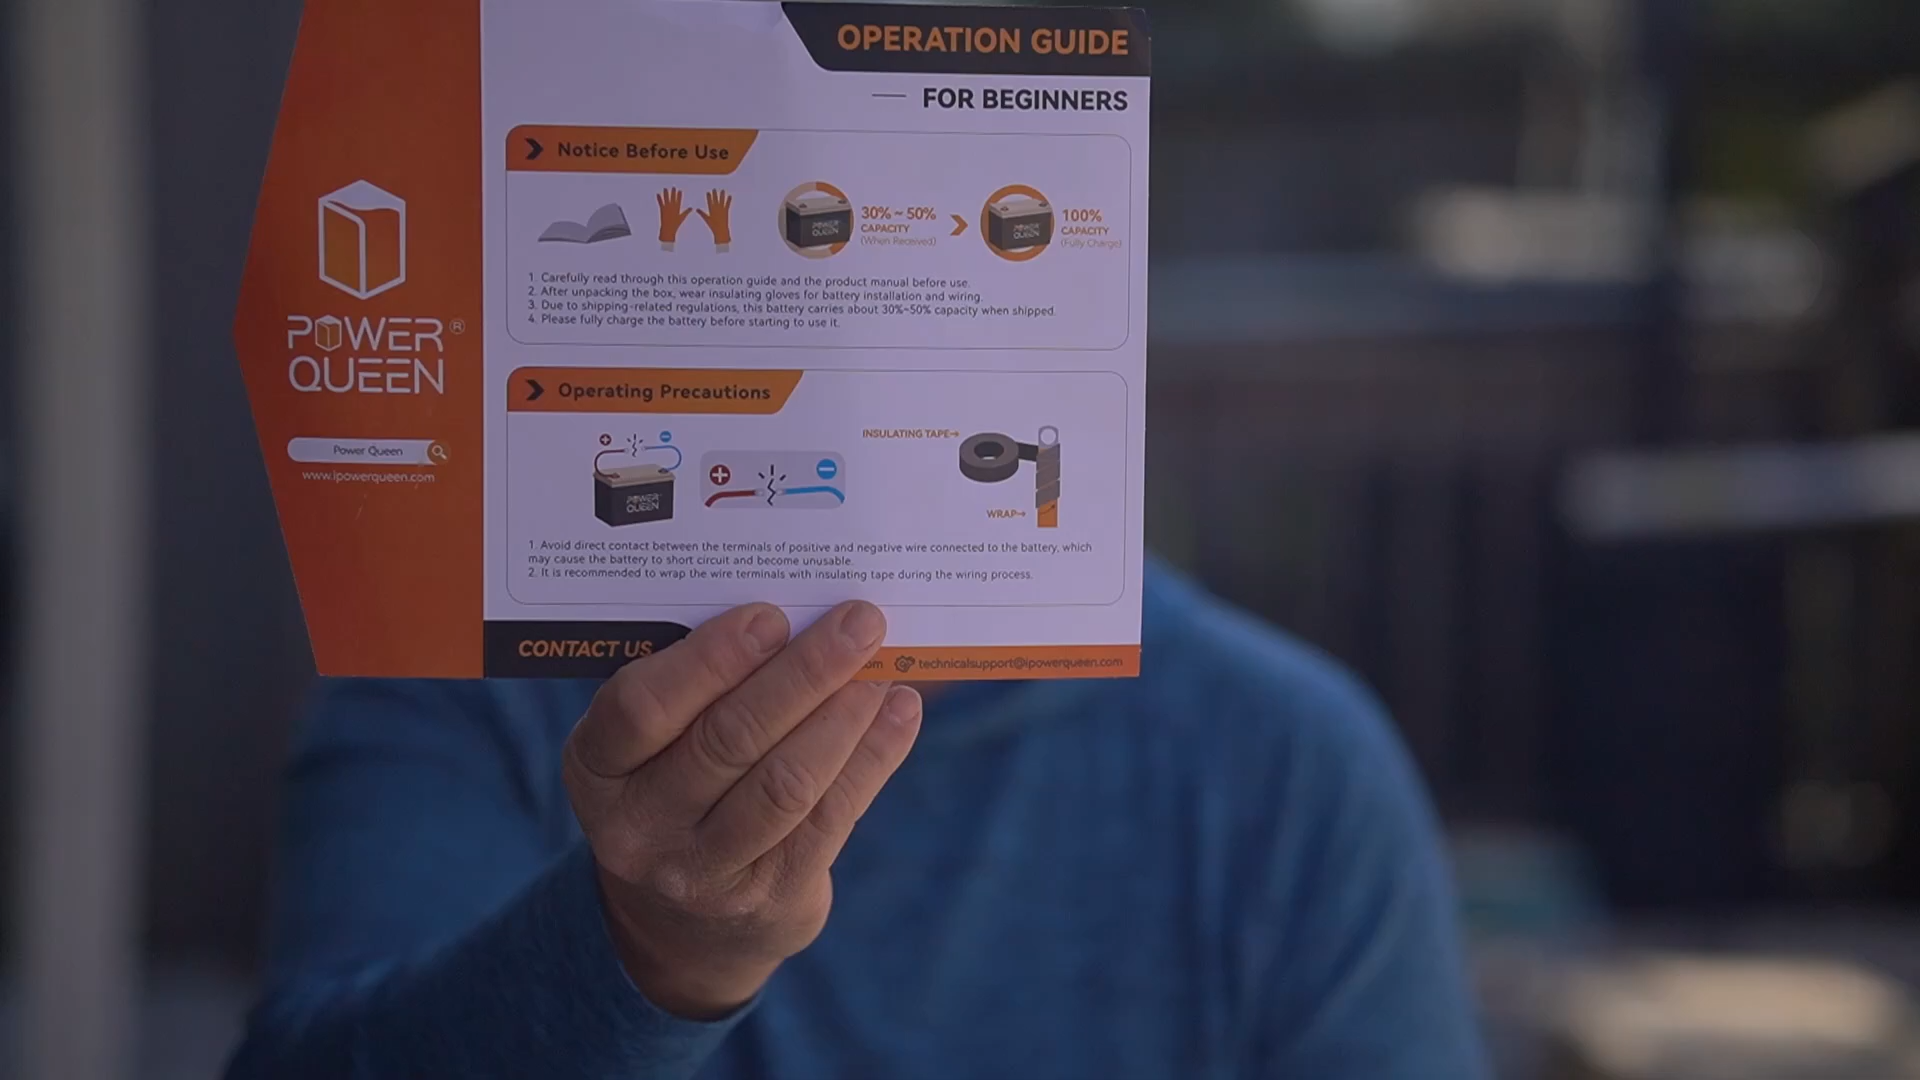 OPERATION GUIDE
FOR BEGINNERS
Notice Before Use
30% ~ 50%
CAPACITY
(When Received)
100%
CAPACITY
(Fully Charge)
POWER
QUEEN
POWER
QUEEN
1. Carefully read through this operation guide and the product manual before use.
2. After unpacking the box, wear insulating gloves for battery installation and wiring.
3. Due to shipping-related regulations, this battery carries about 30%~50% capacity when shipped.
4. Please fully charge the battery before starting to use it.
POWER®
QUEEN
Power Queen
www.ipowerqueen.com
Operating Precautions
INSULATING TAPE→
WRAP→
POWER
QUEEN
1. Avoid direct contact between the terminals of positive and negative wire connected to the battery, which
may cause the battery to short circuit and become unusable.
2. It is recommended to wrap the wire terminals with insulating tape during the wiring process.
CONTACT US
technicalsupport@ipowerqueen.com